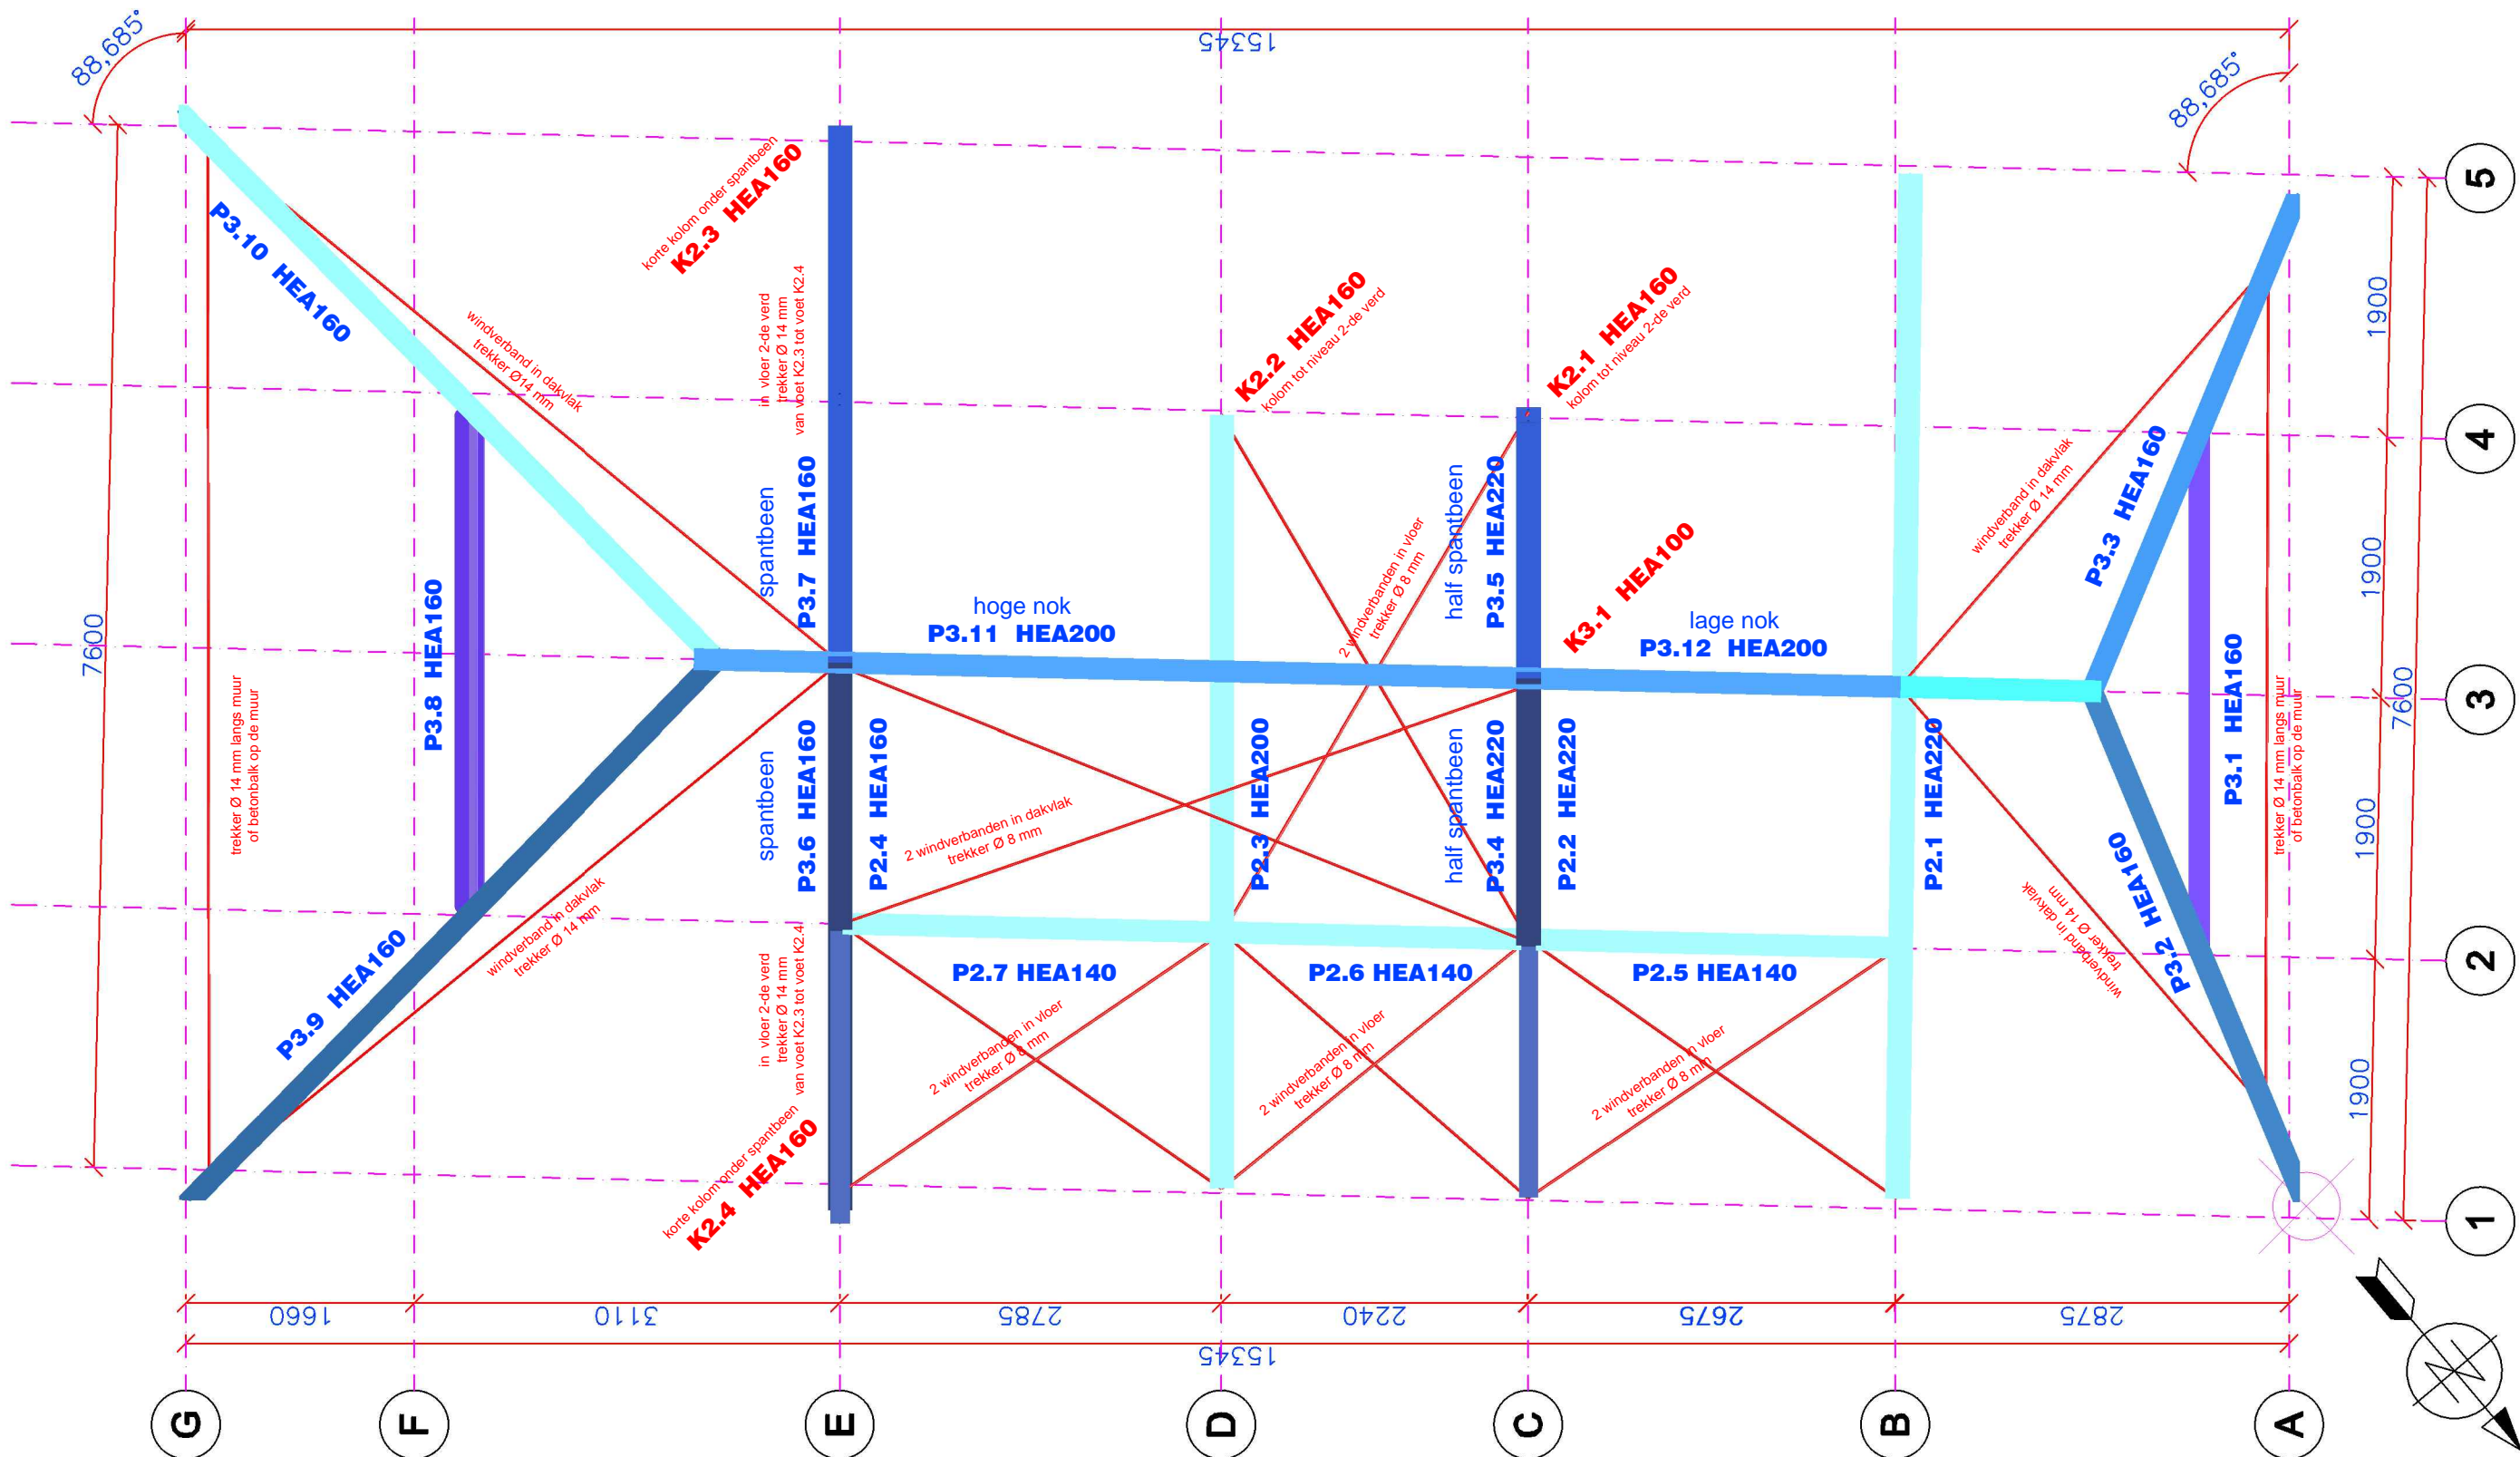 88,685°
15345
88,685°
7600
P3.10 HEA160
windverband in dakvlak
trekker Ø14 mm
korte kolom onder spantbeen
K2.3 HEA160
in vloer 2-de verd
trekker Ø 14 mm
van voet K2.3 tot voet K2.4
spantbeen
P3.7 HEA160
K2.2 HEA160
kolom tot niveau 2-de verd
K2.1 HEA160
kolom tot niveau 2-de verd
2 windverbanden in vloer
trekker Ø 8 mm
half spantbeen
P3.5 HEA220
K3.1 HEA100
windverband in dakvlak
trekker Ø 14 mm
P3.3 HEA160
1900
1900
1900
1900
7600
5
4
3
2
1
hoge nok
P3.11 HEA200
lage nok
P3.12 HEA200
P3.8 HEA160
trekker Ø 14 mm langs muur
of betonbalk op de muur
spantbeen
P3.6 HEA160
P2.4 HEA160
2 windverbanden in dakvlak
trekker Ø 8 mm
P2.3 HEA200
half spantbeen
P3.4 HEA220
P2.2 HEA220
P2.1 HEA220
P3.1 HEA160
trekker Ø 14 mm langs muur
of betonbalk op de muur
P3.2 HEA160
windverband in dakvlak
trekker Ø 14 mm
P3.9 HEA160
windverband in dakvlak
trekker Ø 14 mm
in vloer 2-de verd
trekker Ø 14 mm
van voet K2.3 tot voet K2.4
korte kolom onder spantbeen
K2.4 HEA160
P2.7 HEA140
P2.6 HEA140
P2.5 HEA140
2 windverbanden in vloer
trekker Ø 8 mm
2 windverbanden in vloer
trekker Ø 8 mm
2 windverbanden in vloer
trekker Ø 8 mm
1660
3110
2785
2240
2675
2875
15345
G
F
E
D
C
B
A
N